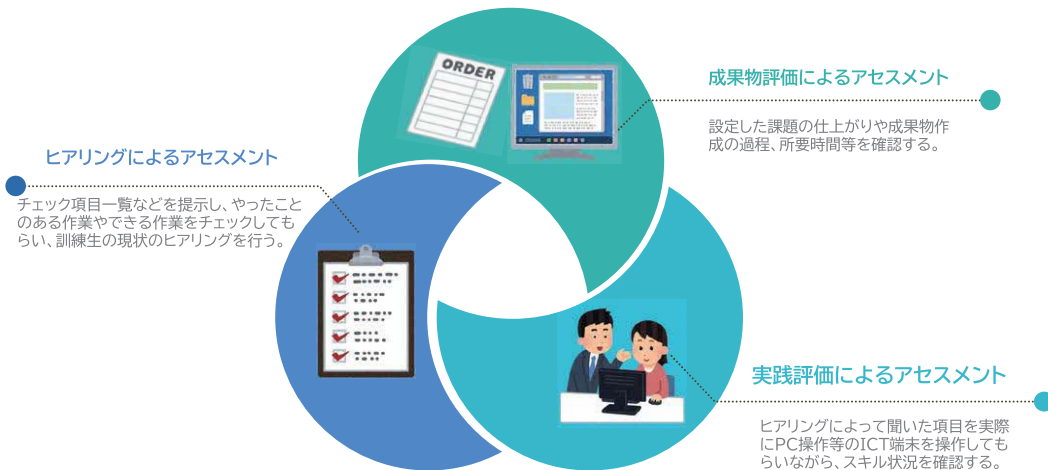 ORDER
成果物評価によるアセスメント
設定した課題の仕上がりや成果物作
成の過程、所要時間等を確認する。
ヒアリングによるアセスメント
チェック項目一覧などを提示し、やったこと
のある作業やできる作業をチェックしても
らい、訓練生の現状のヒアリングを行う。
実践評価によるアセスメント
ヒアリングによって聞いた項目を実際
にPC操作等のICT端末を操作しても
らいながら、スキル状況を確認する。